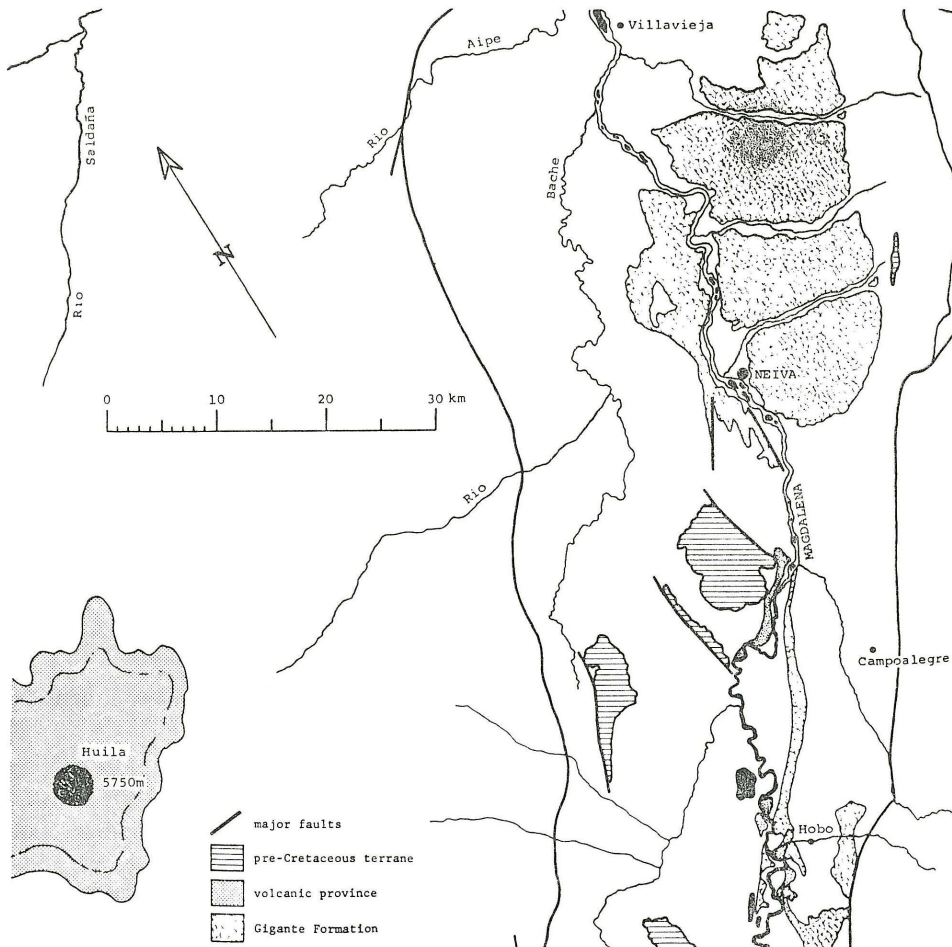 Villavieja
Aipe
Rio
Saldaña
Rio
Bache
N
NEIVA
0 10 20 30 km
Rio
MAGDALENA
Campoalegre
Huila
5750m
Hobo
major faults
pre-Cretaceous terrane
volcanic province
Gigante Formation